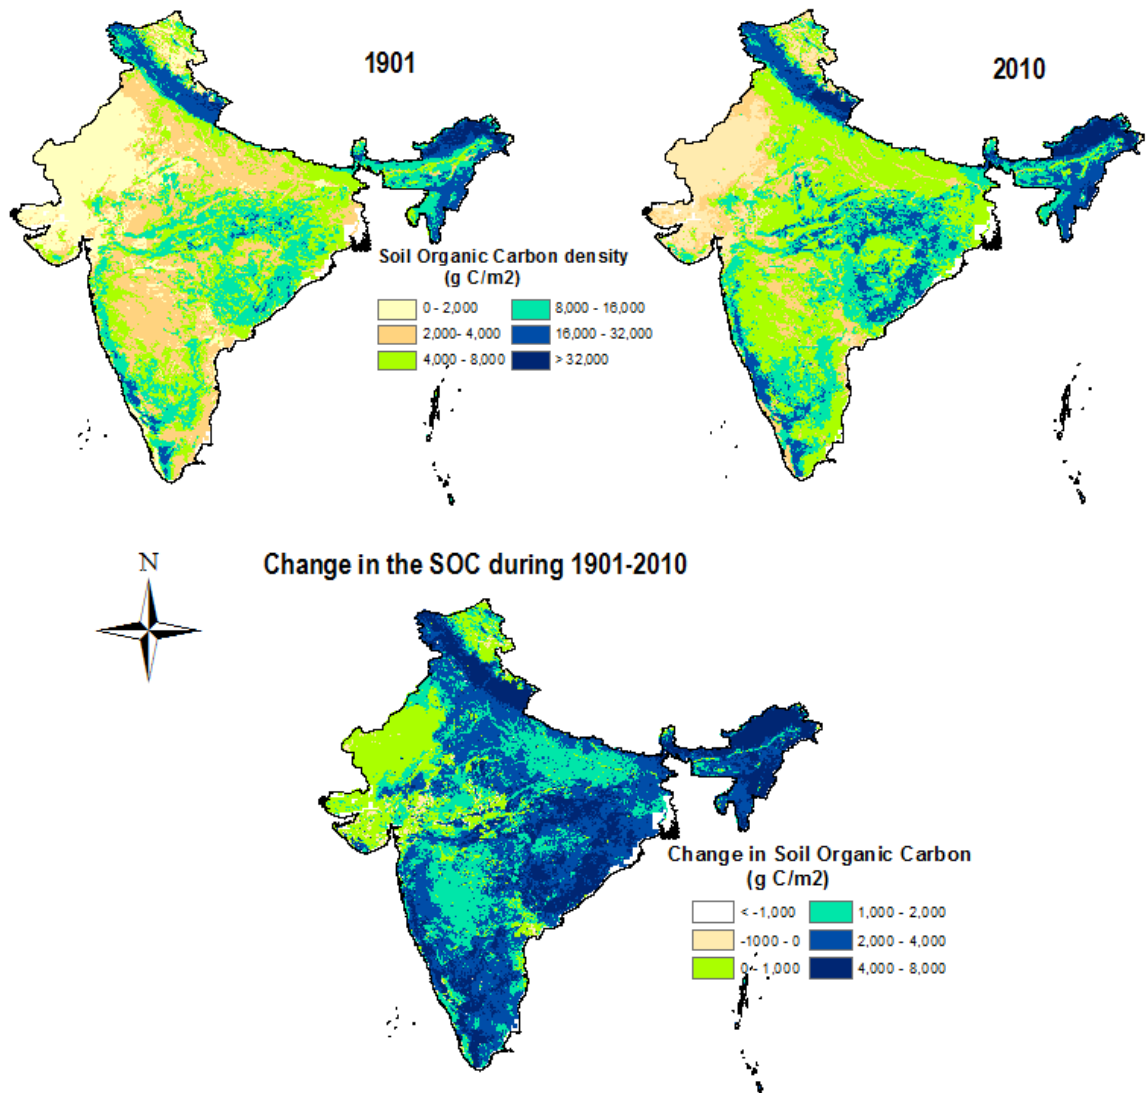 1901
2010
Soil Organic Carbon density
(g C/m2)
0 - 2,000
8,000 - 16,000
2,000- 4,000
16,000 - 32,000
4,000 - 8,000
> 32,000
N
Change in the SOC during 1901-2010
Change in Soil Organic Carbon
(g C/m2)
< -1,000
1,000 - 2,000
-1000 - 0
2,000 - 4,000
0 - 1,000
4,000 - 8,000